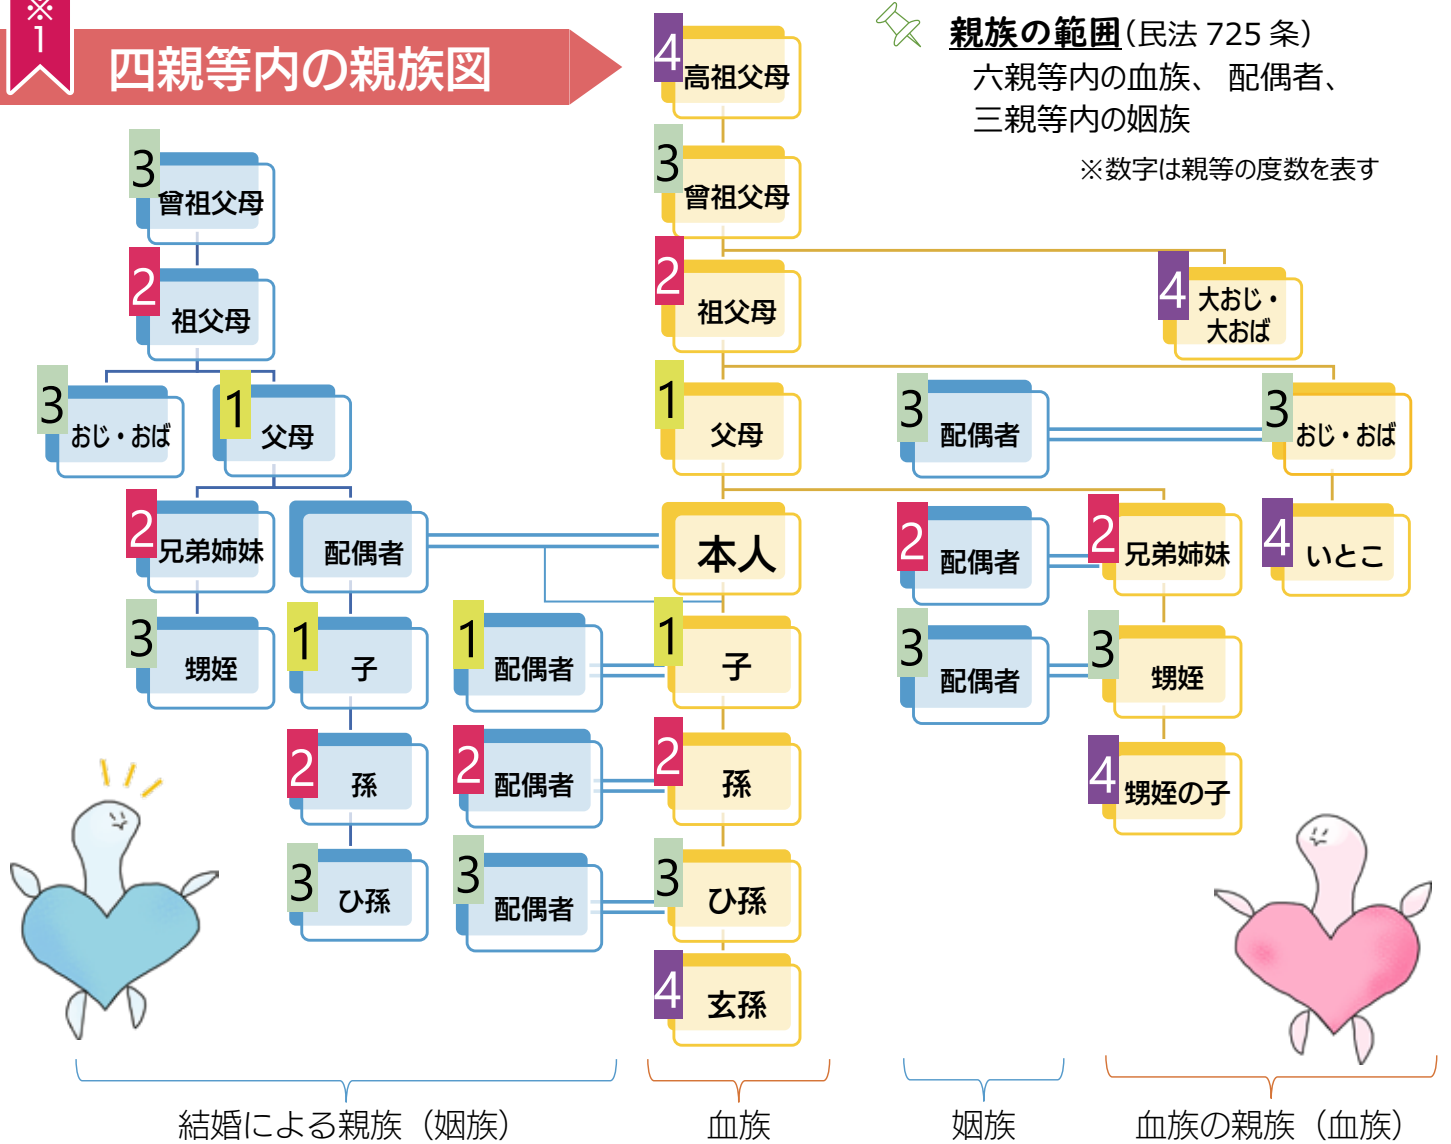 ※
1
四親等内の親族図
親族の範囲(民法 725 条)
六親等内の血族、 配偶者、
三親等内の姻族
※数字は親等の度数を表す
4
高祖父母
3
曾祖父母
3
曾祖父母
2
祖父母
2
祖父母
4
大おじ・
大おば
3
おじ・おば
1
父母
1
父母
3
配偶者
3
おじ・おば
2
兄弟姉妹
配偶者
本人
2
配偶者
2
兄弟姉妹
4
いとこ
3
甥姪
1
子
1
配偶者
1
子
3
配偶者
3
甥姪
2
孫
2
配偶者
2
孫
4
甥姪の子
3
ひ孫
3
配偶者
3
ひ孫
4
玄孫
結婚による親族（姻族）
血族
姻族
血族の親族（血族）